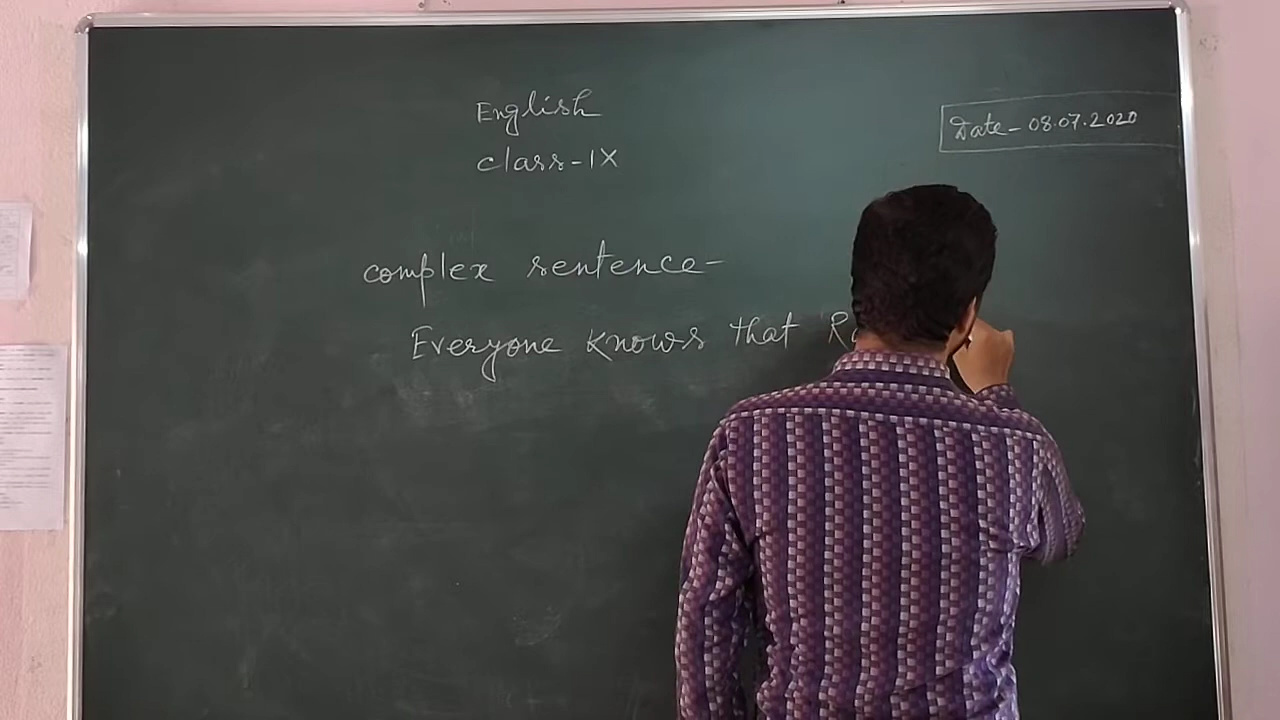 English
Date - 08.07.2020
class - IX
complex sentence -
Everyone knows that